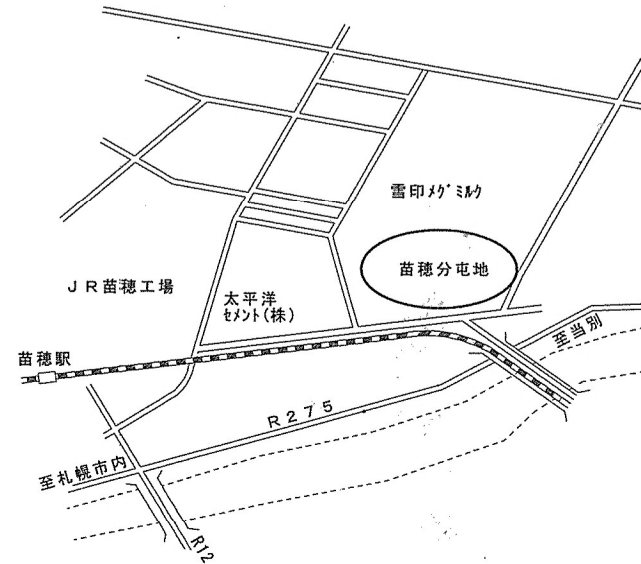 雪印ﾒｸﾞﾐﾙｸ
苗穂分屯地
ＪＲ苗穂工場
太平洋
ｾﾒﾝﾄ(株)
苗穂駅
至当別
Ｒ２７５
至札幌市内
R12